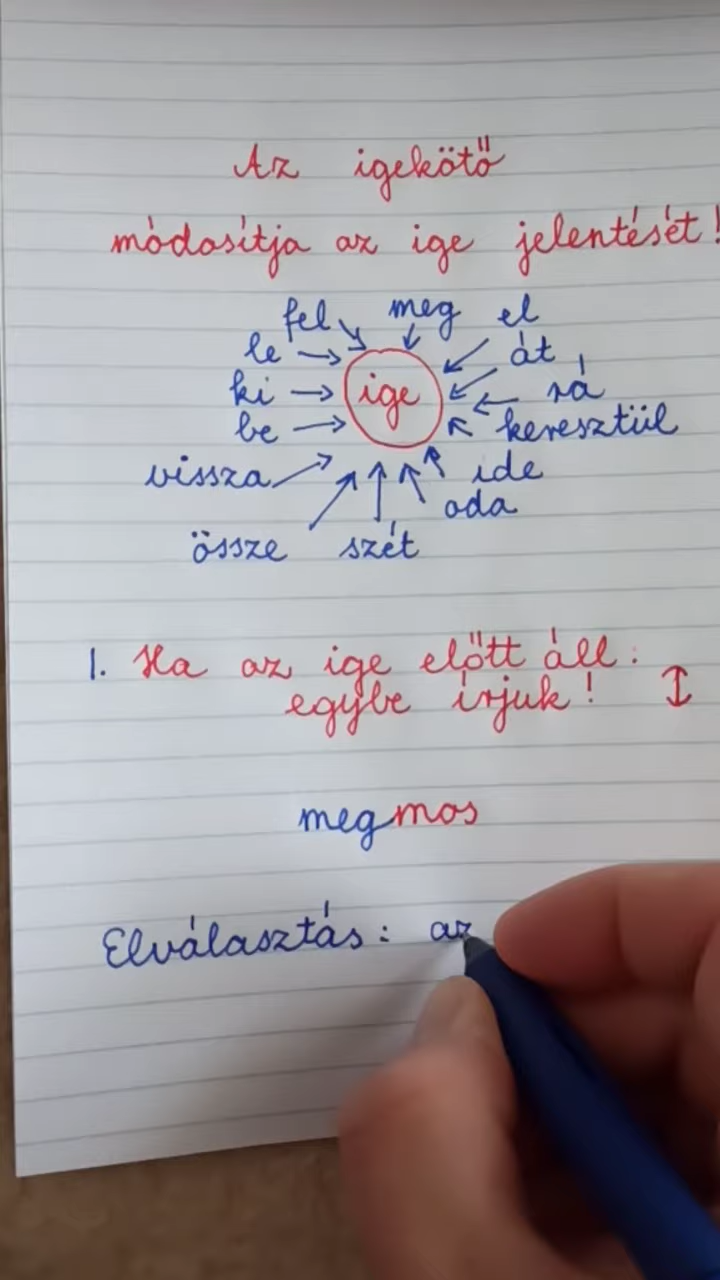 Az igekötő
módosítja az ige jelentését!
fel meg el
le át
ki ige rá
be keresztül
vissza ide
oda
össze szét
1. Ha az ige előtt áll:
egybe írjuk!
megmos
Elválasztás: az